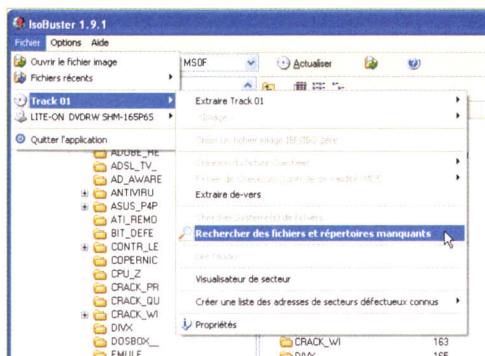 IsoBuster 1.9.1
Fichier Options Aide
Ouvrir le fichier image
Fichiers récents
Track 01
LITE-ON DVDRW SHM-165P6S
Quitter l'application
MSOF
Actualiser
Extraire Track 01
<Image>
Extraire de-vers
Rechercher des fichiers et répertoires manquants
Visualisateur de secteur
Créer une liste des adresses de secteurs défectueux connus
Propriétés
ADOBE_RE
ADSL_TV_
AD_AWARE
ANTIVIRU
ASUS_P4P
ATI_REMO
BIT_DEFE
CONTR_LE
COPERNIC
CPU_Z
CRACK_PR
CRACK_QU
CRACK_WI
DIVX
DOSBOX__
EMULE
CRACK_WI 163
DIVX 165